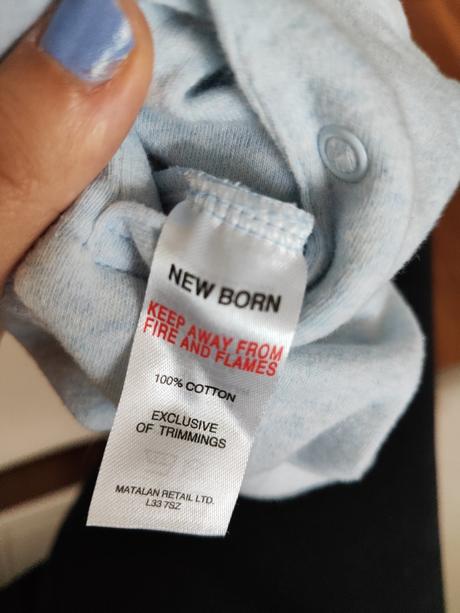 NEW BORN
KEEP AWAY FROM
FIRE AND FLAMES
100% COTTON
EXCLUSIVE
OF TRIMMINGS
MATALAN RETAIL LTD.
L33 7SZ